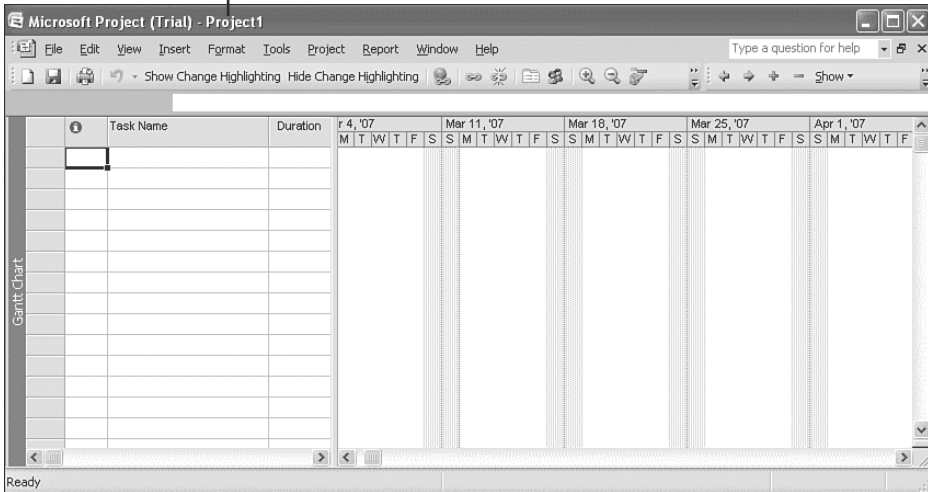 Microsoft Project (Trial) - Project1
File Edit View Insert Format Tools Project Report Window Help
Type a question for help
Show Change Highlighting Hide Change Highlighting
Show
Task Name Duration
r 4, '07 Mar 11, '07 Mar 18, '07 Mar 25, '07 Apr 1, '07
M T W T F S S M T W T F S S M T W T F S S M T W T F S S M T W T F
Gantt Chart
Ready